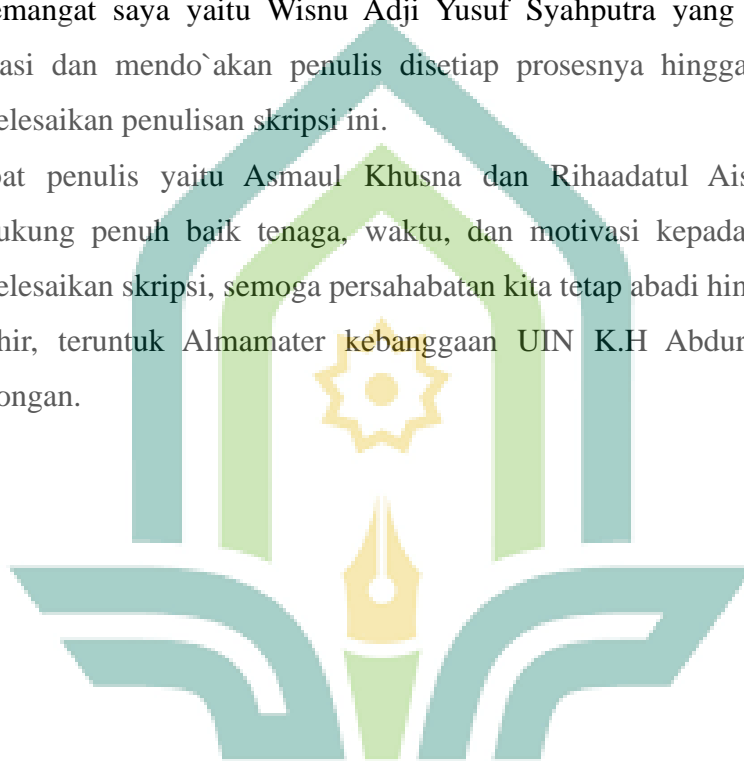 emangat saya yaitu Wisnu Adji Yusuf Syahputra yang
asi dan mendo`akan penulis disetiap prosesnya hingga
elesaikan penulisan skripsi ini.
at penulis yaitu Asmaul Khusna dan Rihaadatul Ais
ukung penuh baik tenaga, waktu, dan motivasi kepada
elesaikan skripsi, semoga persahabatan kita tetap abadi hin
hir, teruntuk Almamater kebanggaan UIN K.H Abdur
ongan.